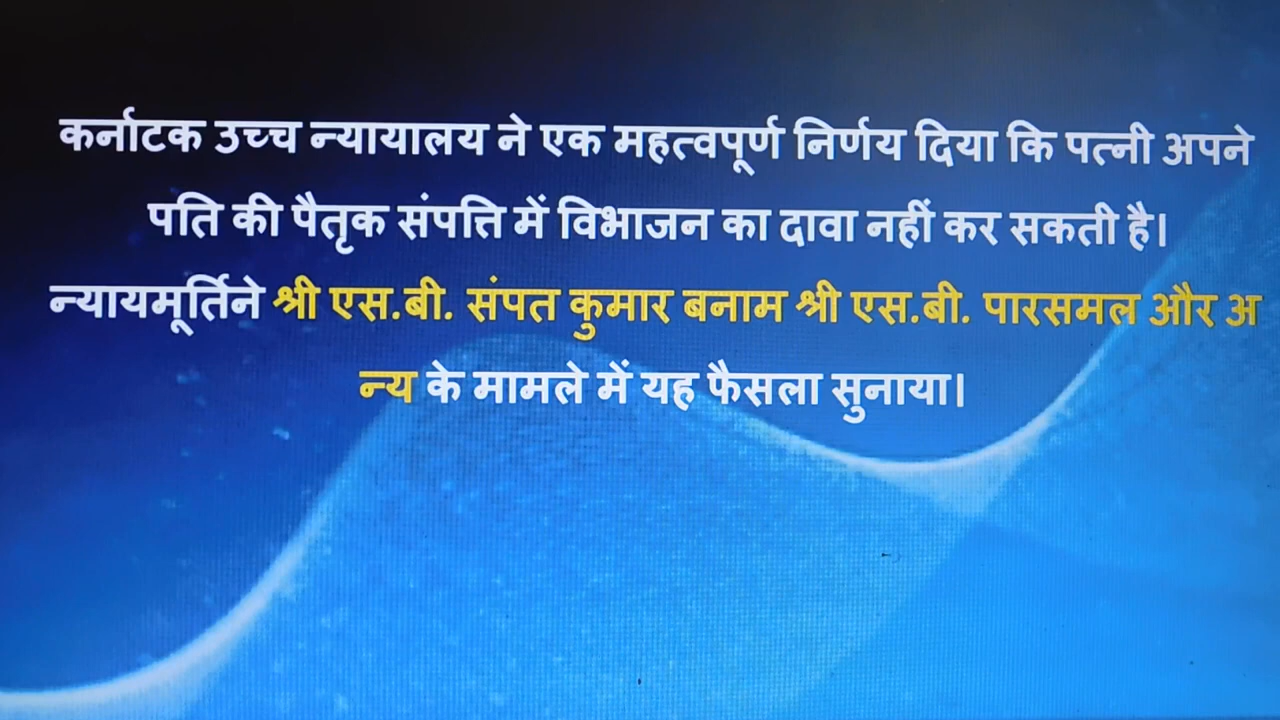 कर्नाटक उच्च न्यायालय ने एक महत्वपूर्ण निर्णय दिया कि पत्नी अपने
पति की पैतृक संपत्ति में विभाजन का दावा नहीं कर सकती है।
न्यायमूर्तिने श्री एस.बी. संपत कुमार बनाम श्री एस.बी. पारसमल और अ
न्य के मामले में यह फैसला सुनाया।